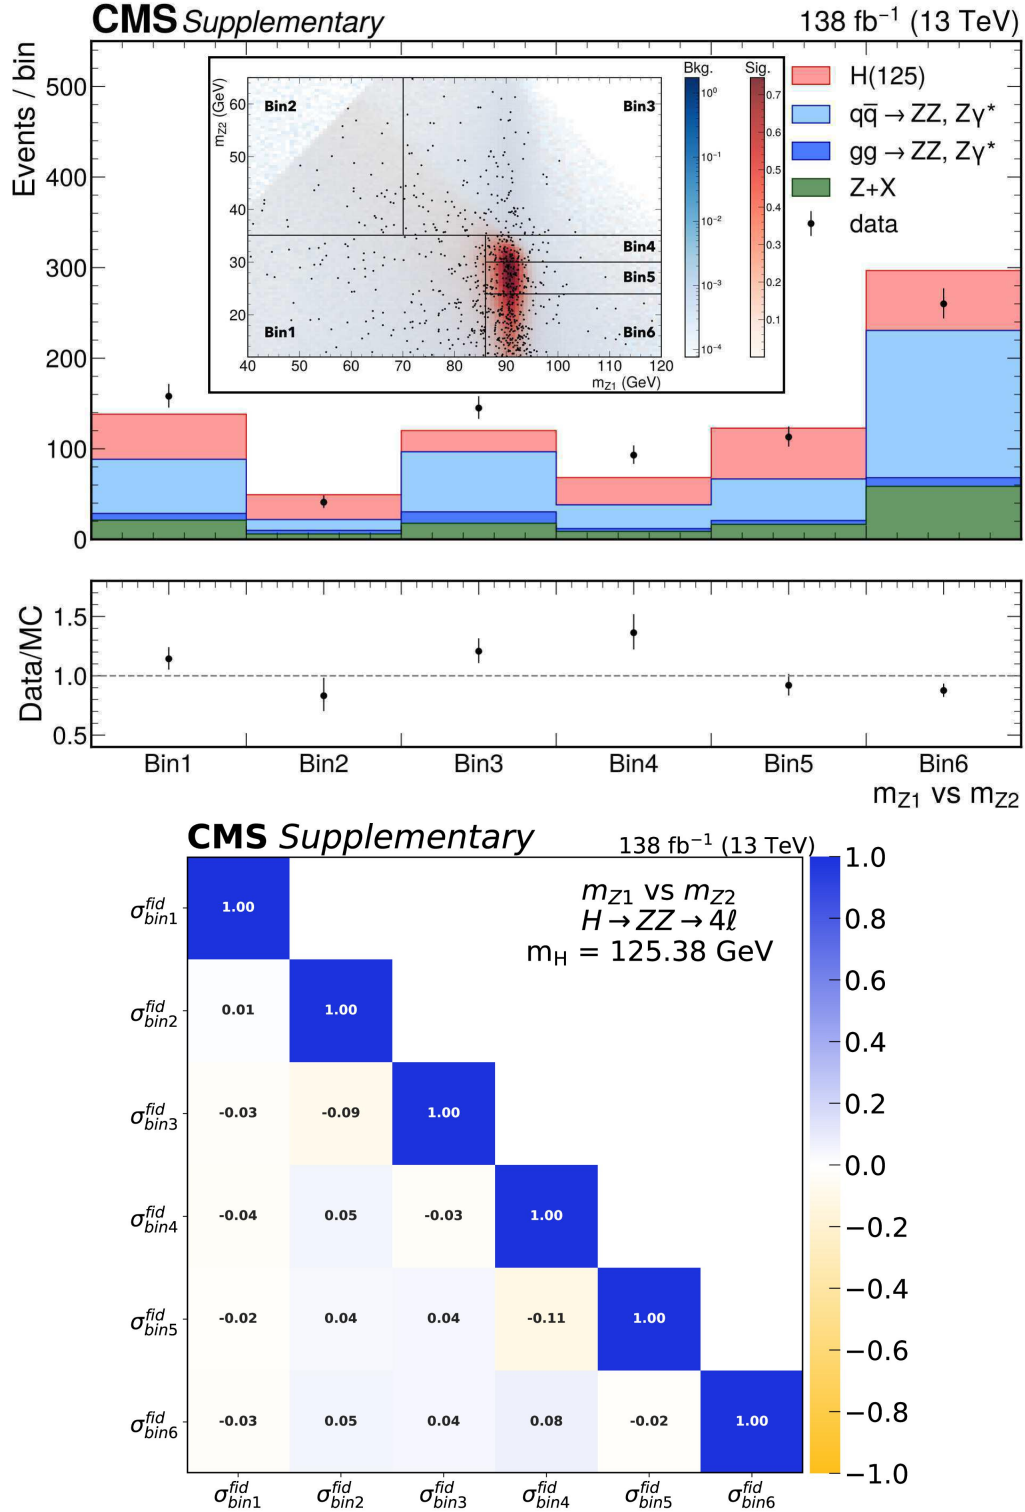 CMS Supplementary 138 fb⁻¹ (13 TeV)
Events / bin
500
400
300
200
100
0
H(125)
qq̅ → ZZ, Zγ*
gg → ZZ, Zγ*
Z+X
data
Bkg. Sig.
m_Z2 (GeV)
60
50
40
30
20
Bin2 Bin3
Bin4
Bin5
Bin1 Bin6
40 50 60 70 80 90 100 110 120
m_Z1 (GeV)
10⁰
10⁻¹
10⁻²
10⁻³
10⁻⁴
0.7
0.6
0.5
0.4
0.3
0.2
0.1
Data/MC
1.5
1.0
0.5
Bin1 Bin2 Bin3 Bin4 Bin5 Bin6
m_Z1 vs m_Z2
CMS Supplementary 138 fb⁻¹ (13 TeV)
m_Z1 vs m_Z2
H → ZZ → 4ℓ
m_H = 125.38 GeV
σ^fid_bin1 1.00
σ^fid_bin2 0.01 1.00
σ^fid_bin3 -0.03 -0.09 1.00
σ^fid_bin4 -0.04 0.05 -0.03 1.00
σ^fid_bin5 -0.02 0.04 0.04 -0.11 1.00
σ^fid_bin6 -0.03 0.05 0.04 0.08 -0.02 1.00
σ^fid_bin1 σ^fid_bin2 σ^fid_bin3 σ^fid_bin4 σ^fid_bin5 σ^fid_bin6
1.0
0.8
0.6
0.4
0.2
0.0
−0.2
−0.4
−0.6
−0.8
−1.0